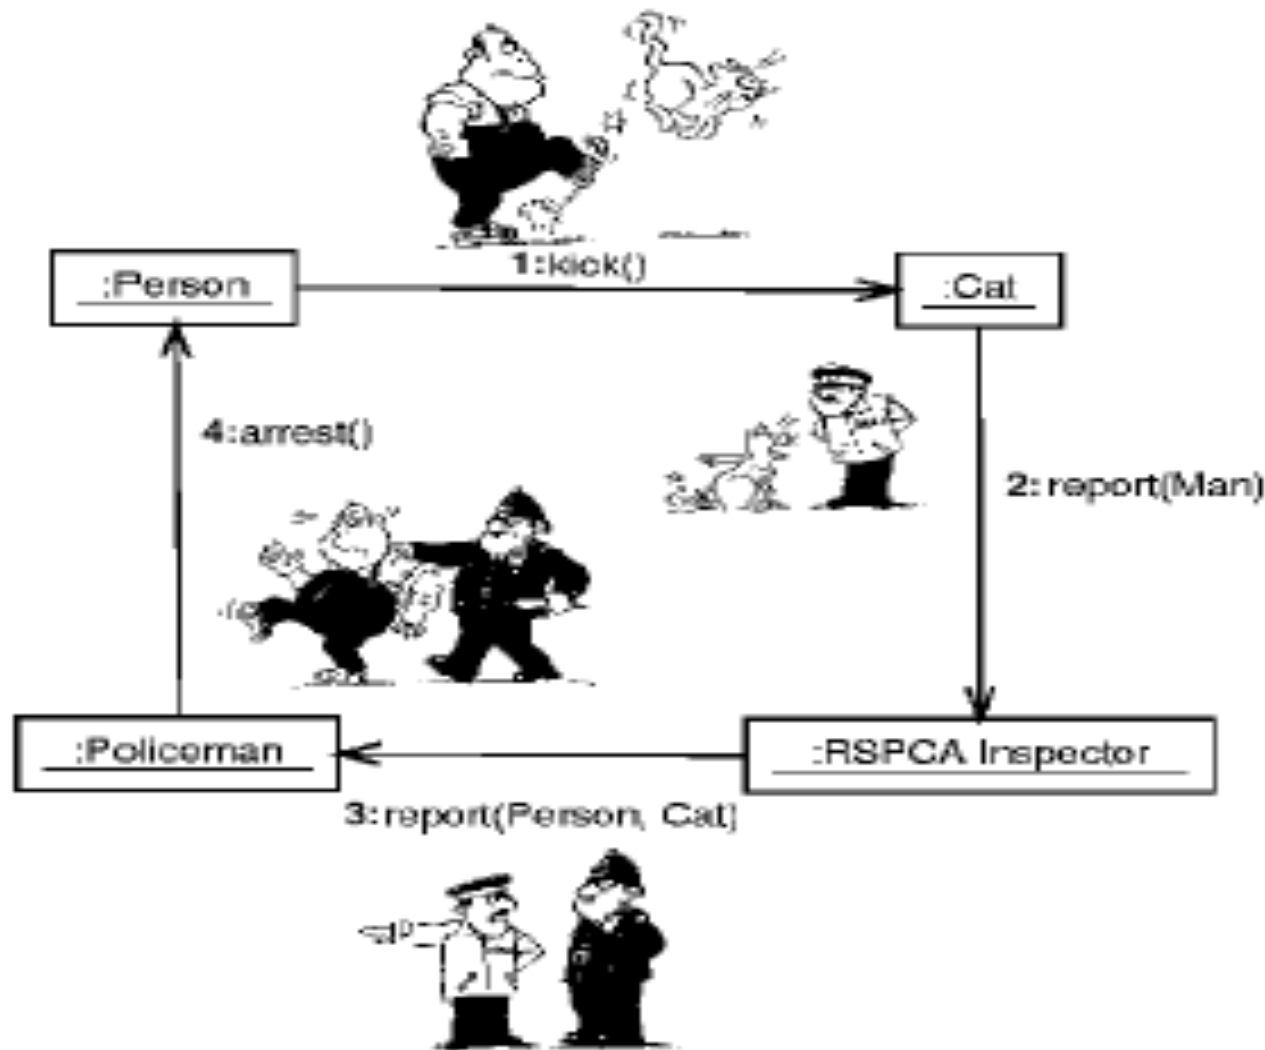 1:kick()
:Person
:Cat
4:arrest()
2: report(Man)
:Policeman
:RSPCA Inspector
3:report(Person, Cat)